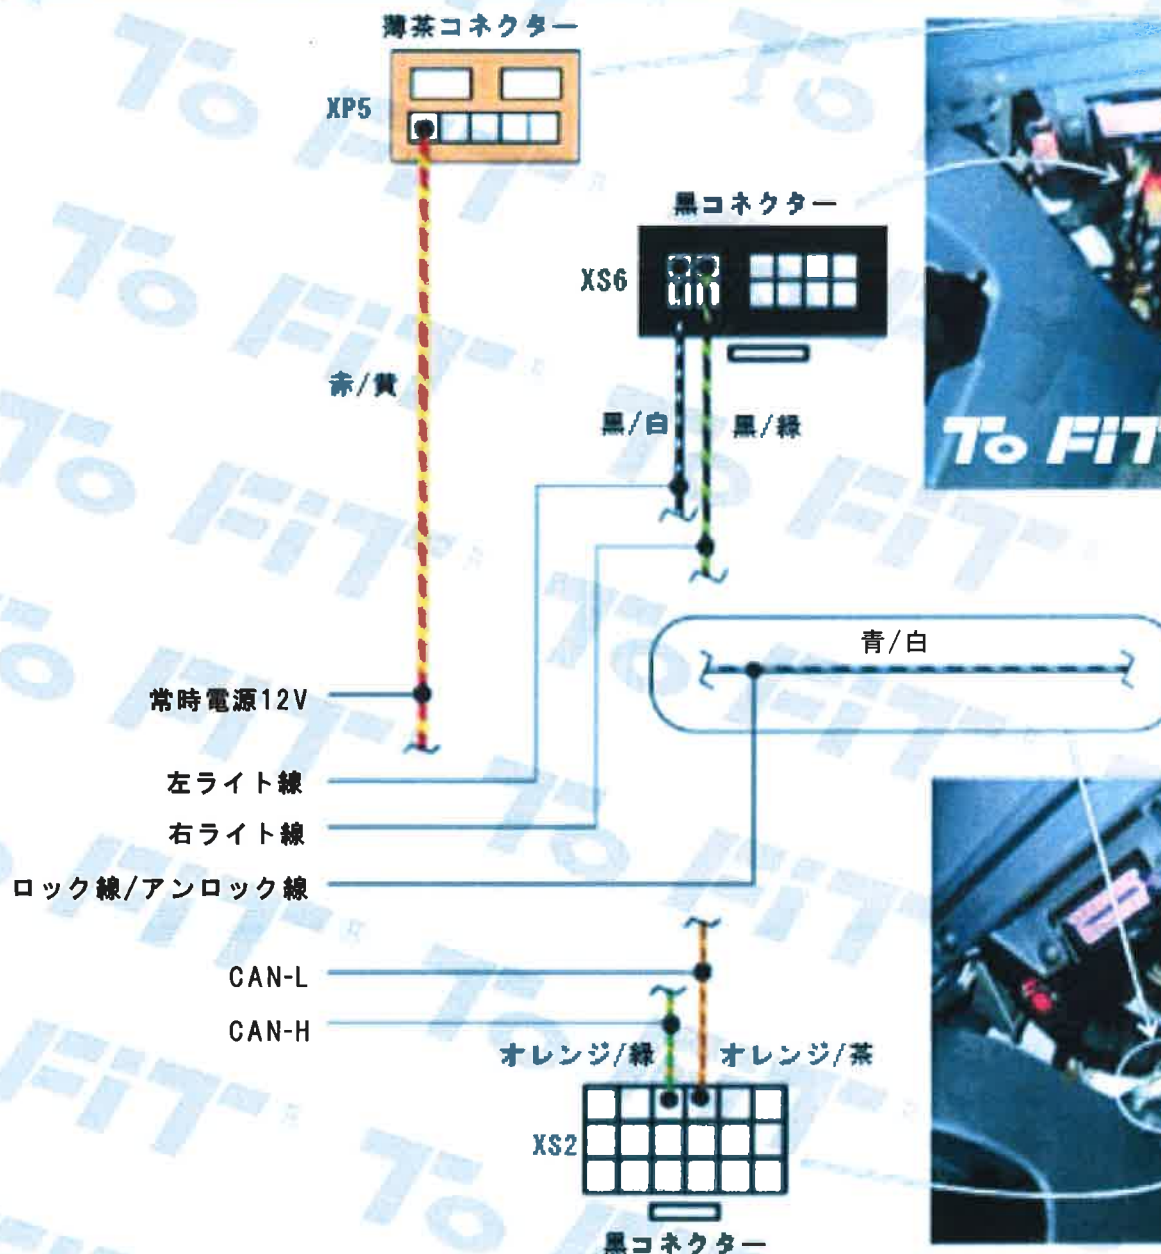 薄茶コネクター
XP5
黒コネクター
XS6
赤/黄
黒/白
黒/緑
To FiT
青/白
常時電源12V
左ライト線
右ライト線
ロック線/アンロック線
CAN-L
CAN-H
オレンジ/緑
オレンジ/茶
XS2
黒コネクター